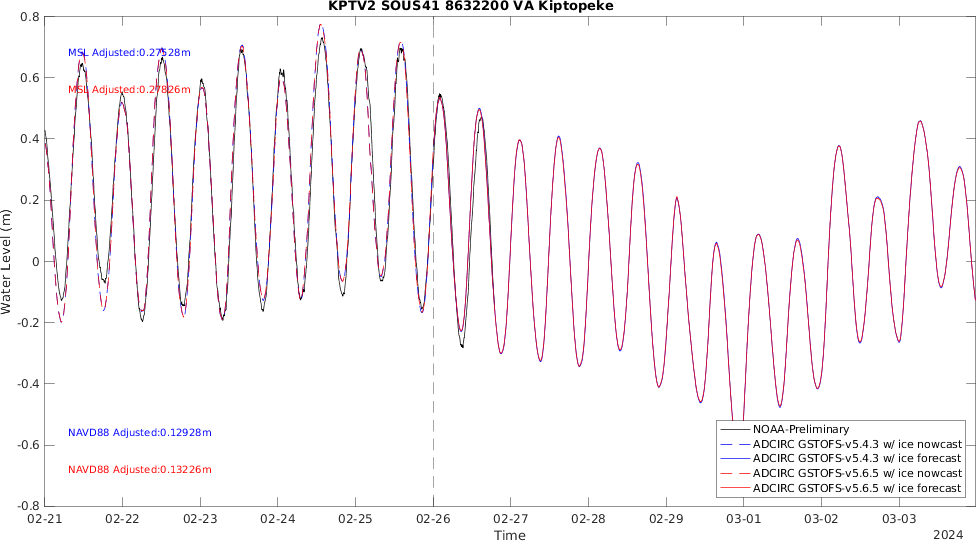 KPTV2 SOUS41 8632200 VA Kiptopeke
0.8
0.6
0.4
0.2
0
-0.2
-0.4
-0.6
-0.8
Water Level (m)
MSL Adjusted:0.27528m
MSL Adjusted:0.27826m
NAVD88 Adjusted:0.12928m
NAVD88 Adjusted:0.13226m
NOAA-Preliminary
ADCIRC GSTOFS-v5.4.3 w/ ice nowcast
ADCIRC GSTOFS-v5.4.3 w/ ice forecast
ADCIRC GSTOFS-v5.6.5 w/ ice nowcast
ADCIRC GSTOFS-v5.6.5 w/ ice forecast
02-21 02-22 02-23 02-24 02-25 02-26 02-27 02-28 02-29 03-01 03-02 03-03
Time
2024